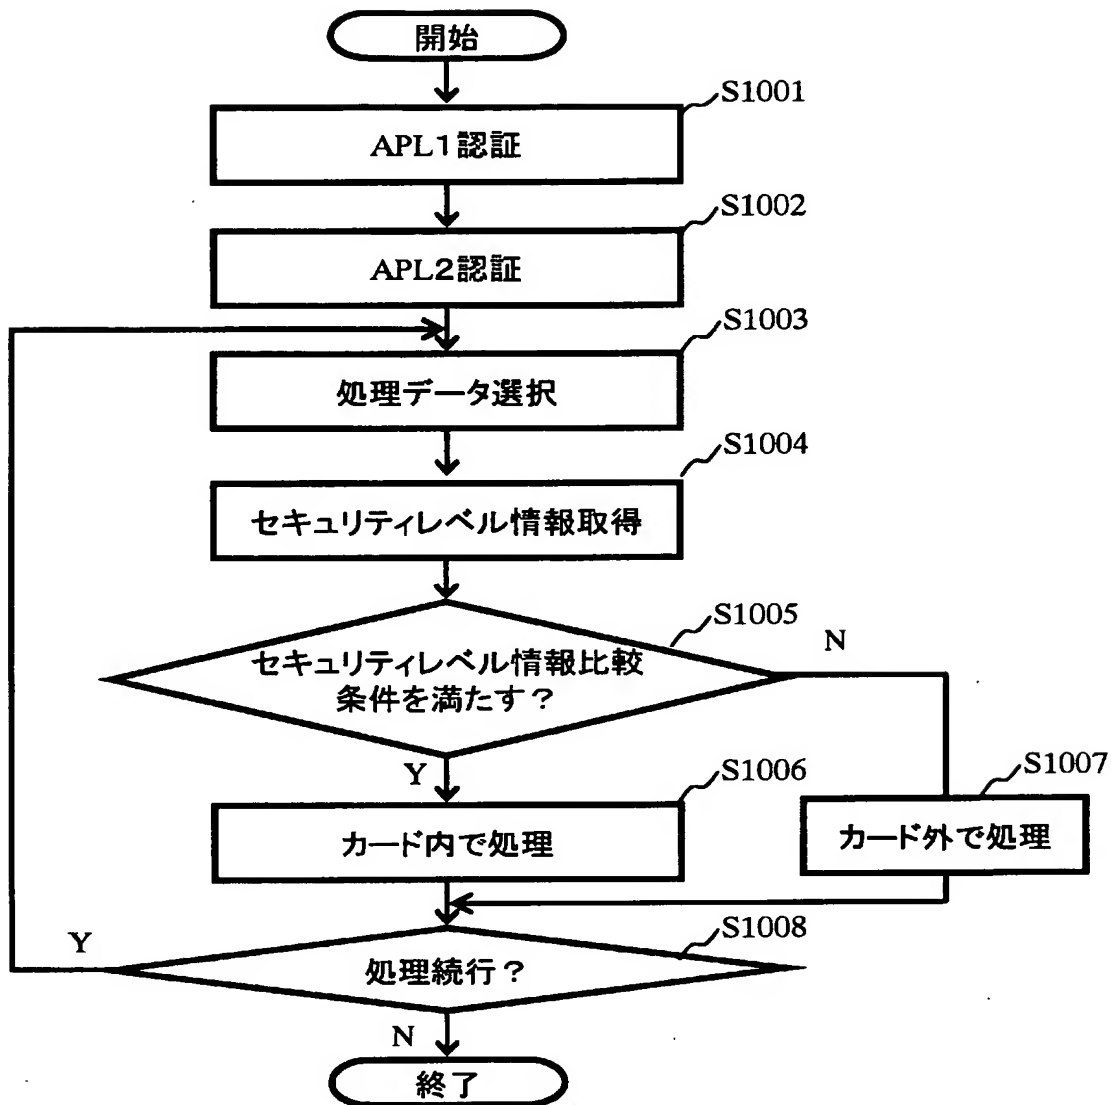 開始
S1001
APL1認証
S1002
APL2認証
S1003
処理データ選択
S1004
セキュリティレベル情報取得
S1005
N
セキュリティレベル情報比較
条件を満たす?
Y
S1006
S1007
カード内で処理
カード外で処理
S1008
Y
処理続行?
N
終了